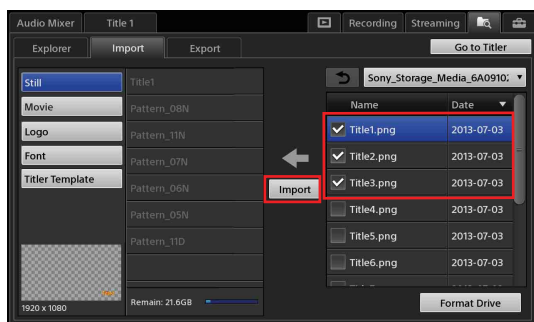 Audio Mixer Title 1 Recording Streaming
Explorer Import Export Go to Titler
Still
Movie
Logo
Font
Titler Template
1920 x 1080
Title1
Pattern_08N
Pattern_11N
Pattern_07N
Pattern_06N
Pattern_05N
Pattern_11D
Remain: 21.6GB
Import
Sony_Storage_Media_6A0910
Name Date
Title1.png 2013-07-03
Title2.png 2013-07-03
Title3.png 2013-07-03
Title4.png 2013-07-03
Title5.png 2013-07-03
Title6.png 2013-07-03
Format Drive